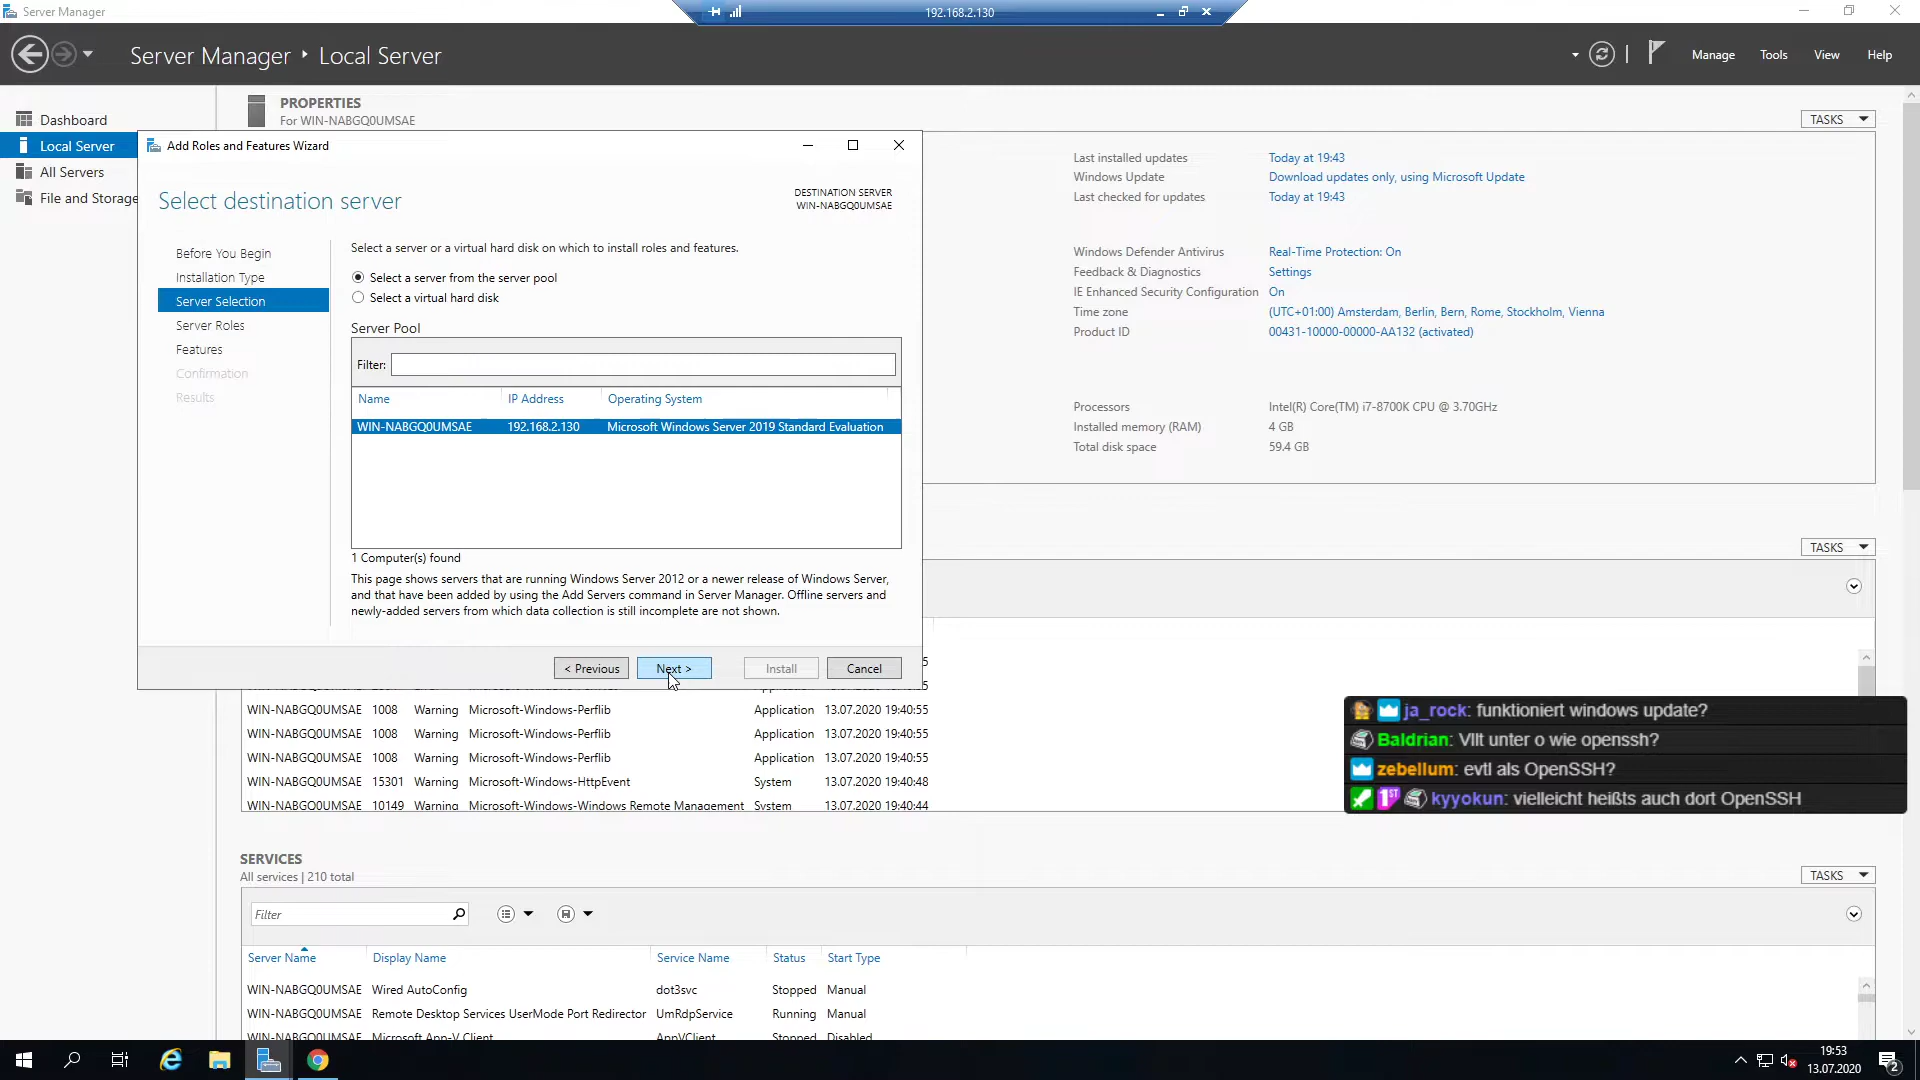 Server Manager
192.168.2.130
Server Manager ‣ Local Server
Manage
Tools
View
Help
Dashboard
Local Server
All Servers
File and Storage
PROPERTIES
For WIN-NABGQ0UMSAE
TASKS
Last installed updates
Today at 19:43
Windows Update
Download updates only, using Microsoft Update
Last checked for updates
Today at 19:43
Windows Defender Antivirus
Real-Time Protection: On
Feedback & Diagnostics
Settings
IE Enhanced Security Configuration
On
Time zone
(UTC+01:00) Amsterdam, Berlin, Bern, Rome, Stockholm, Vienna
Product ID
00431-10000-00000-AA132 (activated)
Processors
Intel(R) Core(TM) i7-8700K CPU @ 3.70GHz
Installed memory (RAM)
4 GB
Total disk space
59.4 GB
Add Roles and Features Wizard
Select destination server
DESTINATION SERVER
WIN-NABGQ0UMSAE
Before You Begin
Installation Type
Server Selection
Server Roles
Features
Confirmation
Results
Select a server or a virtual hard disk on which to install roles and features.
Select a server from the server pool
Select a virtual hard disk
Server Pool
Filter:
Name IP Address Operating System
WIN-NABGQ0UMSAE 192.168.2.130 Microsoft Windows Server 2019 Standard Evaluation
1 Computer(s) found
This page shows servers that are running Windows Server 2012 or a newer release of Windows Server,
and that have been added by using the Add Servers command in Server Manager. Offline servers and
newly-added servers from which data collection is still incomplete are not shown.
< Previous
Next >
Install
Cancel
TASKS
WIN-NABGQ0UMSAE 1008 Warning Microsoft-Windows-Perflib Application 13.07.2020 19:40:55
WIN-NABGQ0UMSAE 1008 Warning Microsoft-Windows-Perflib Application 13.07.2020 19:40:55
WIN-NABGQ0UMSAE 1008 Warning Microsoft-Windows-Perflib Application 13.07.2020 19:40:55
WIN-NABGQ0UMSAE 15301 Warning Microsoft-Windows-HttpEvent System 13.07.2020 19:40:48
WIN-NABGQ0UMSAE 10149 Warning Microsoft-Windows-Windows Remote Management System 13.07.2020 19:40:44
ja_rock: funktioniert windows update?
Baldrian: Vllt unter o wie openssh?
zebellum: evtl als OpenSSH?
1ST kyyokun: vielleicht heißts auch dort OpenSSH
SERVICES
All services | 210 total
TASKS
Filter
Server Name Display Name Service Name Status Start Type
WIN-NABGQ0UMSAE Wired AutoConfig dot3svc Stopped Manual
WIN-NABGQ0UMSAE Remote Desktop Services UserMode Port Redirector UmRdpService Running Manual
WIN-NABGQ0UMSAE Microsoft App-V Client AppVClient Stopped Disabled
19:53
13.07.2020
2